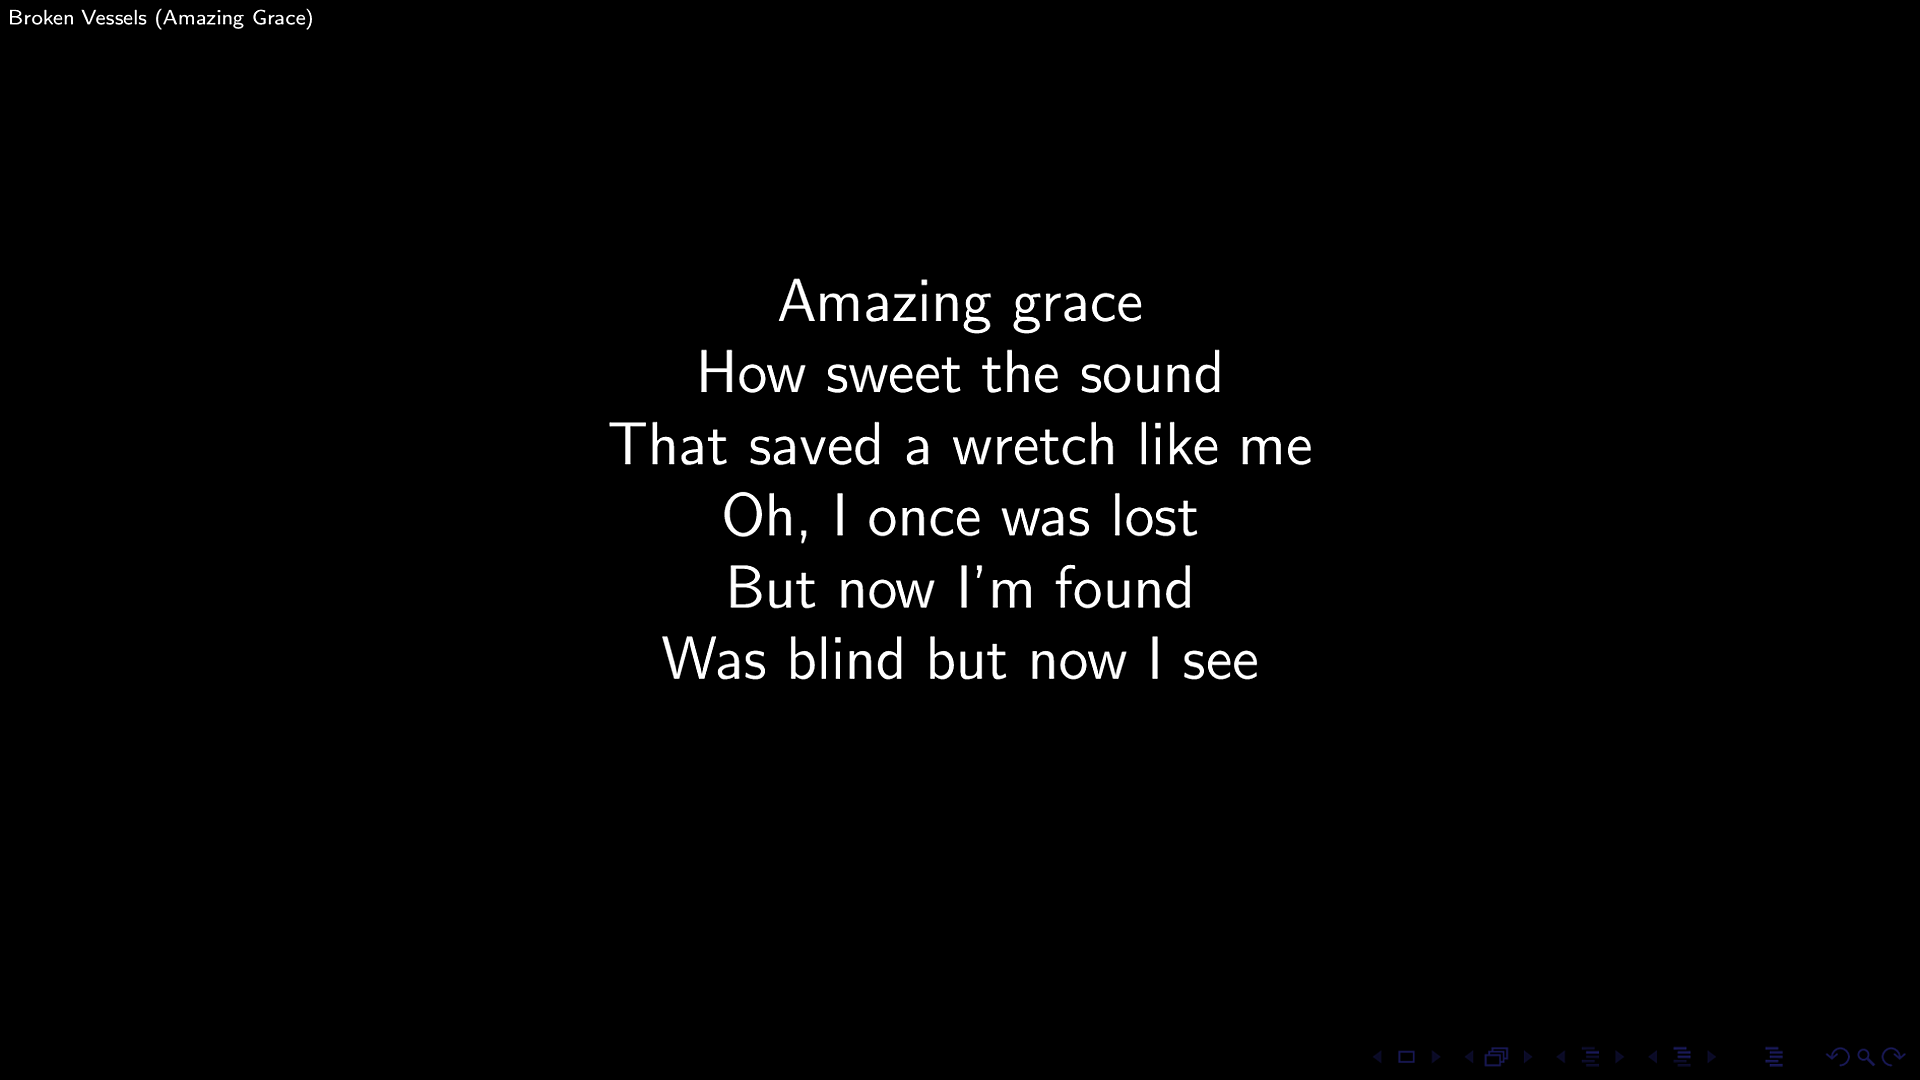 Broken Vessels (Amazing Grace)
Amazing grace
How sweet the sound
That saved a wretch like me
Oh, I once was lost
But now I'm found
Was blind but now I see